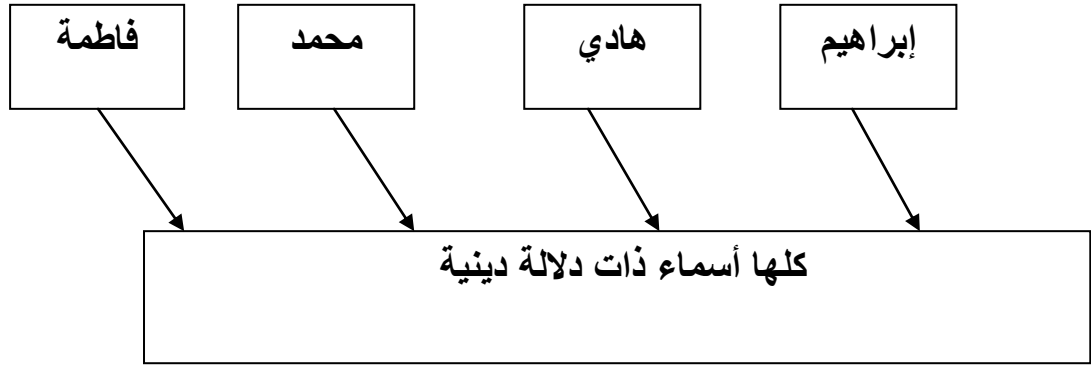 إبراهيم
هادي
محمد
فاطمة
كلها أسماء ذات دلالة دينية